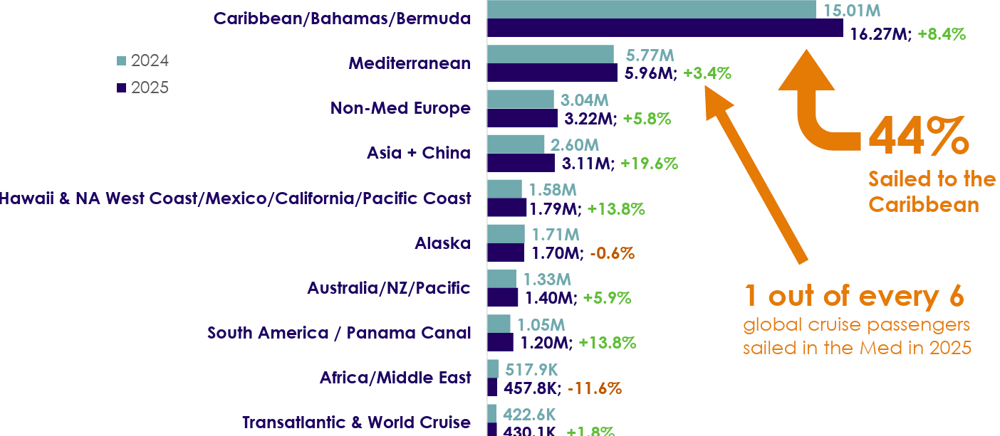 Caribbean/Bahamas/Bermuda
15.01M
16.27M; +8.4%
2024
2025
Mediterranean
5.77M
5.96M; +3.4%
Non-Med Europe
3.04M
3.22M; +5.8%
Asia + China
2.60M
3.11M; +19.6%
Hawaii & NA West Coast/Mexico/California/Pacific Coast
1.58M
1.79M; +13.8%
Alaska
1.71M
1.70M; -0.6%
Australia/NZ/Pacific
1.33M
1.40M; +5.9%
South America / Panama Canal
1.05M
1.20M; +13.8%
Africa/Middle East
517.9K
457.8K; -11.6%
Transatlantic & World Cruise
422.6K
430.1K +1.8%
44%
Sailed to the
Caribbean
1 out of every 6
global cruise passengers
sailed in the Med in 2025